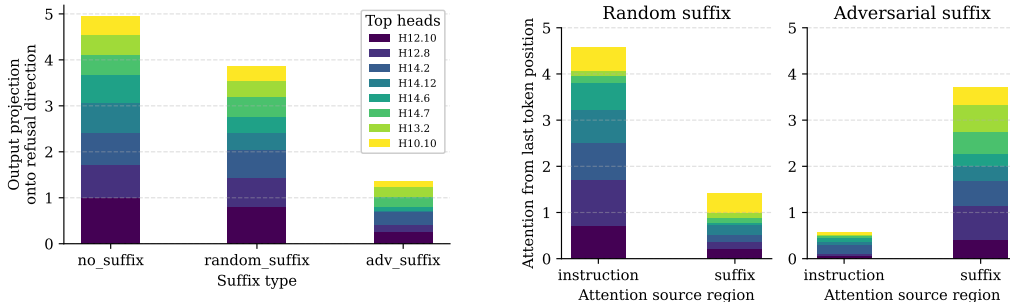 Output projection
onto refusal direction
5
4
3
2
1
0
no_suffix
random_suffix
adv_suffix
Suffix type
Top heads
H12.10
H12.8
H14.2
H14.12
H14.6
H14.7
H13.2
H10.10
Random suffix
Attention from last token position
5
4
3
2
1
0
instruction
suffix
Adversarial suffix
5
4
3
2
1
0
instruction
suffix
Attention source region
Attention source region